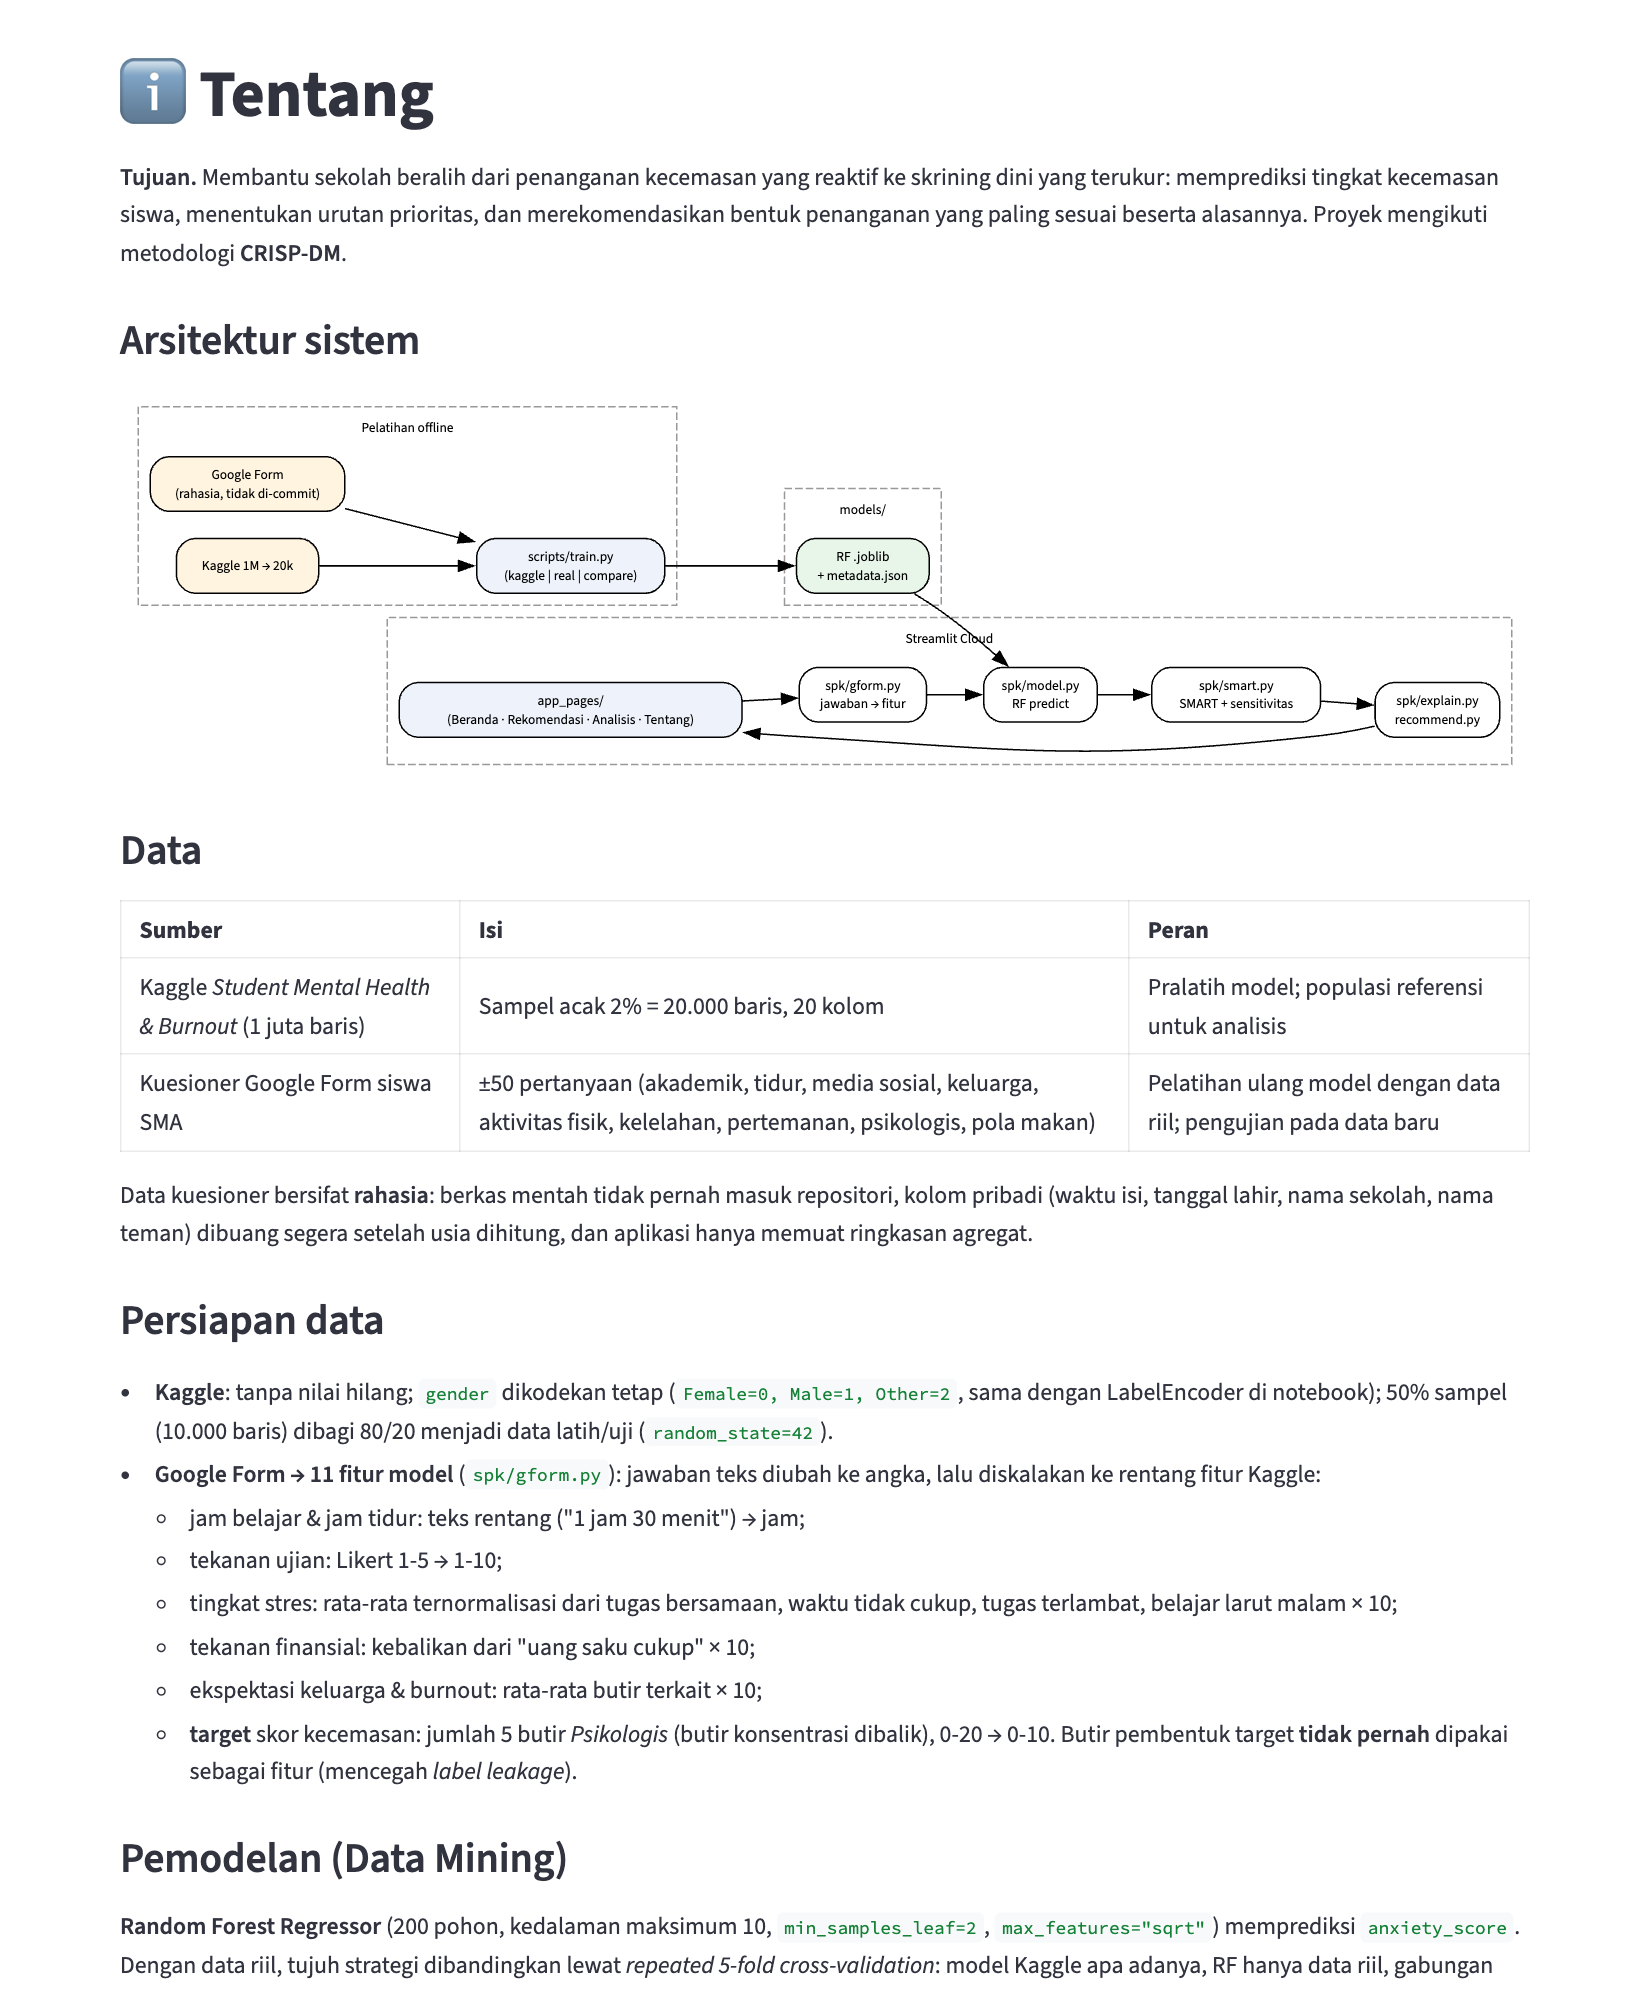 ℹ️ Tentang
Tujuan. Membantu sekolah beralih dari penanganan kecemasan yang reaktif ke skrining dini yang terukur: memprediksi tingkat kecemasan
siswa, menentukan urutan prioritas, dan merekomendasikan bentuk penanganan yang paling sesuai beserta alasannya. Proyek mengikuti
metodologi CRISP-DM.
Arsitektur sistem
Pelatihan offline
Google Form
(rahasia, tidak di-commit)
Kaggle 1M → 20k
scripts/train.py
(kaggle | real | compare)
models/
RF .joblib
+ metadata.json
Streamlit Cloud
app_pages/
(Beranda · Rekomendasi · Analisis · Tentang)
spk/gform.py
jawaban → fitur
spk/model.py
RF predict
spk/smart.py
SMART + sensitivitas
spk/explain.py
recommend.py
Data
Sumber
Isi
Peran
Kaggle Student Mental Health
& Burnout (1 juta baris)
Sampel acak 2% = 20.000 baris, 20 kolom
Pralatih model; populasi referensi
untuk analisis
Kuesioner Google Form siswa
SMA
±50 pertanyaan (akademik, tidur, media sosial, keluarga,
aktivitas fisik, kelelahan, pertemanan, psikologis, pola makan)
Pelatihan ulang model dengan data
riil; pengujian pada data baru
Data kuesioner bersifat rahasia: berkas mentah tidak pernah masuk repositori, kolom pribadi (waktu isi, tanggal lahir, nama sekolah, nama
teman) dibuang segera setelah usia dihitung, dan aplikasi hanya memuat ringkasan agregat.
Persiapan data
• Kaggle: tanpa nilai hilang; gender dikodekan tetap ( Female=0, Male=1, Other=2 , sama dengan LabelEncoder di notebook); 50% sampel
(10.000 baris) dibagi 80/20 menjadi data latih/uji ( random_state=42 ).
• Google Form → 11 fitur model ( spk/gform.py ): jawaban teks diubah ke angka, lalu diskalakan ke rentang fitur Kaggle:
◦ jam belajar & jam tidur: teks rentang ("1 jam 30 menit") → jam;
◦ tekanan ujian: Likert 1-5 → 1-10;
◦ tingkat stres: rata-rata ternormalisasi dari tugas bersamaan, waktu tidak cukup, tugas terlambat, belajar larut malam × 10;
◦ tekanan finansial: kebalikan dari "uang saku cukup" × 10;
◦ ekspektasi keluarga & burnout: rata-rata butir terkait × 10;
◦ target skor kecemasan: jumlah 5 butir Psikologis (butir konsentrasi dibalik), 0-20 → 0-10. Butir pembentuk target tidak pernah dipakai
sebagai fitur (mencegah label leakage).
Pemodelan (Data Mining)
Random Forest Regressor (200 pohon, kedalaman maksimum 10, min_samples_leaf=2 , max_features="sqrt" ) memprediksi anxiety_score .
Dengan data riil, tujuh strategi dibandingkan lewat repeated 5-fold cross-validation: model Kaggle apa adanya, RF hanya data riil, gabungan